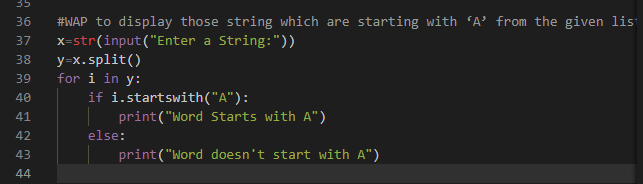 35
36 #WAP to display those string which are starting with ‘A’ from the given list
37 x=str(input("Enter a String:"))
38 y=x.split()
39 for i in y:
40     if i.startswith("A"):
41         print("Word Starts with A")
42     else:
43         print("Word doesn't start with A")
44